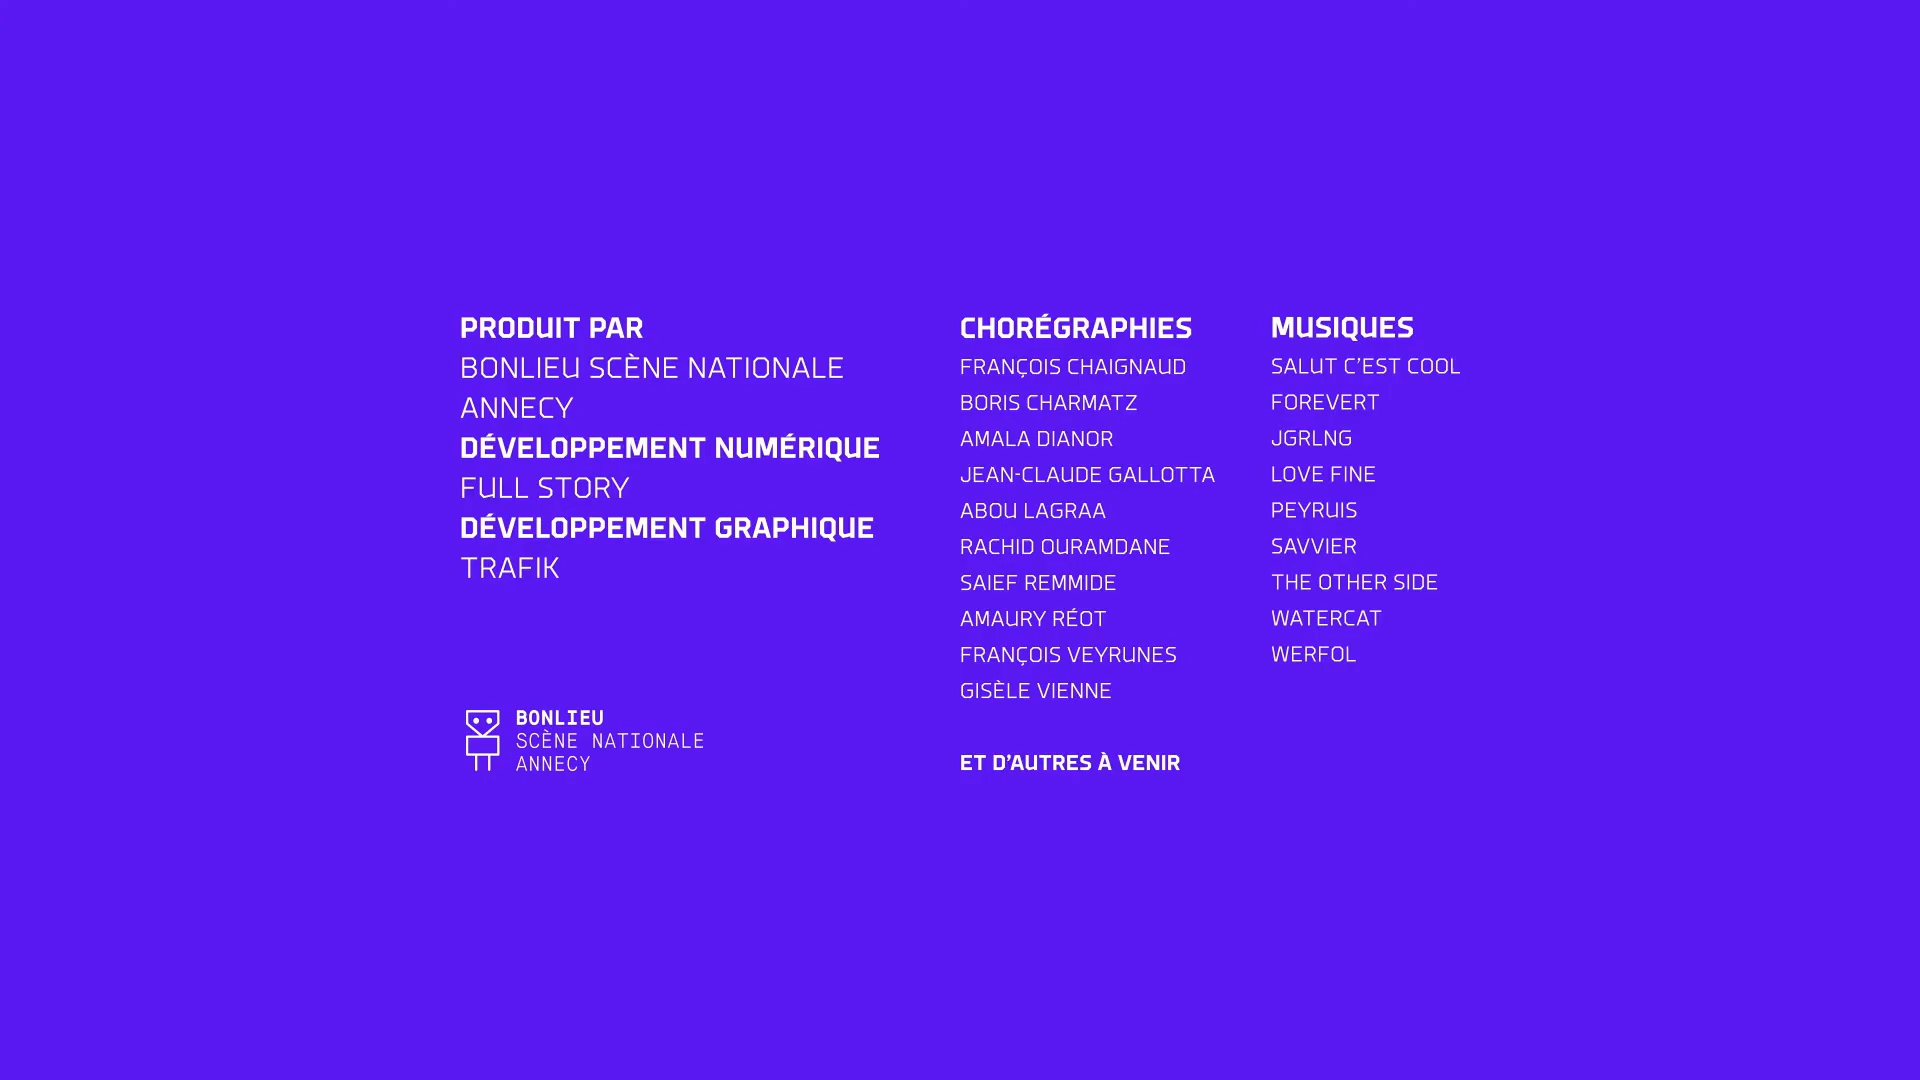 PRODUIT PAR
BONLIEU SCÈNE NATIONALE
ANNECY
DÉVELOPPEMENT NUMÉRIQUE
FULL STORY
DÉVELOPPEMENT GRAPHIQUE
TRAFIK
BONLIEU
SCÈNE NATIONALE
ANNECY
CHORÉGRAPHIES
FRANÇOIS CHAIGNAUD
BORIS CHARMATZ
AMALA DIANOR
JEAN-CLAUDE GALLOTTA
ABOU LAGRAA
RACHID OURAMDANE
SAIEF REMMIDE
AMAURY RÉOT
FRANÇOIS VEYRUNES
GISÈLE VIENNE
ET D’AUTRES À VENIR
MUSIQUES
SALUT C’EST COOL
FOREVERT
JGRLNG
LOVE FINE
PEYRUIS
SAVVIER
THE OTHER SIDE
WATERCAT
WERFOL